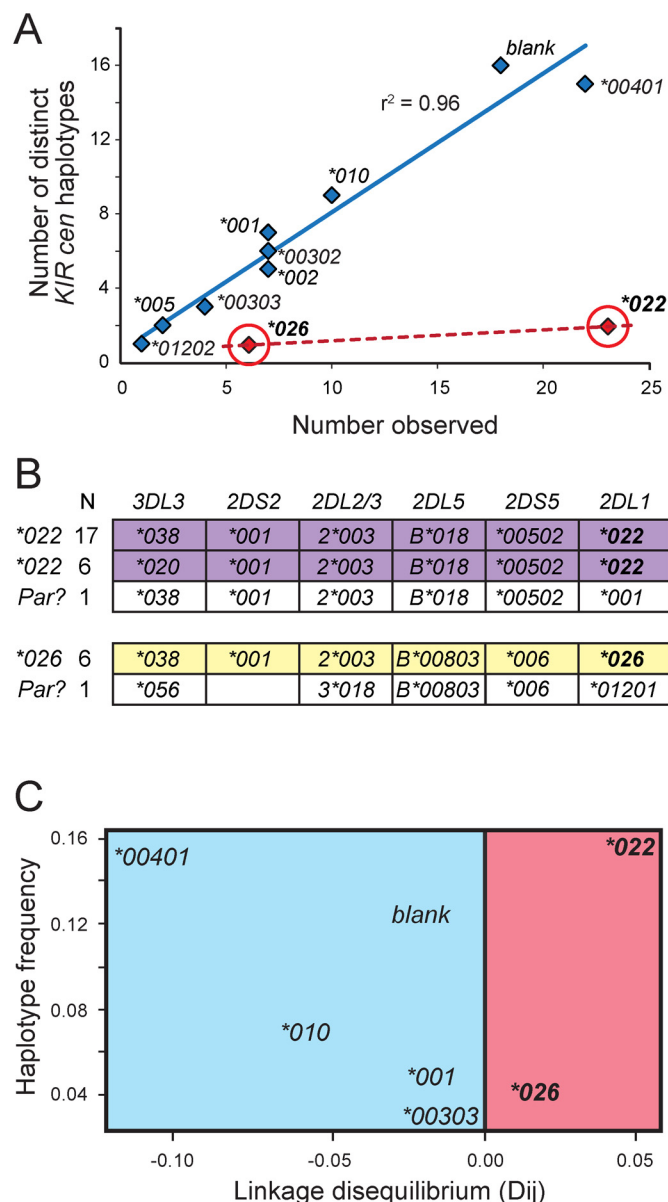 A
Number of distinct
KIR cen haplotypes
16
12
8
4
0
blank
*00401
r² = 0.96
*010
*001
*00302
*002
*005
*00303
*01202
*026
*022
0 5 10 15 20 25
Number observed
B
N 3DL3 2DS2 2DL2/3 2DL5 2DS5 2DL1
*022 17 *038 *001 2*003 B*018 *00502 *022
*022 6 *020 *001 2*003 B*018 *00502 *022
Par? 1 *038 *001 2*003 B*018 *00502 *001
*026 6 *038 *001 2*003 B*00803 *006 *026
Par? 1 *056 3*018 B*00803 *006 *01201
C
Haplotype frequency
0.16
0.12
0.08
0.04
*00401
*022
blank
*010
*001
*026
*00303
-0.10 -0.05 0.00 0.05
Linkage disequilibrium (Dij)